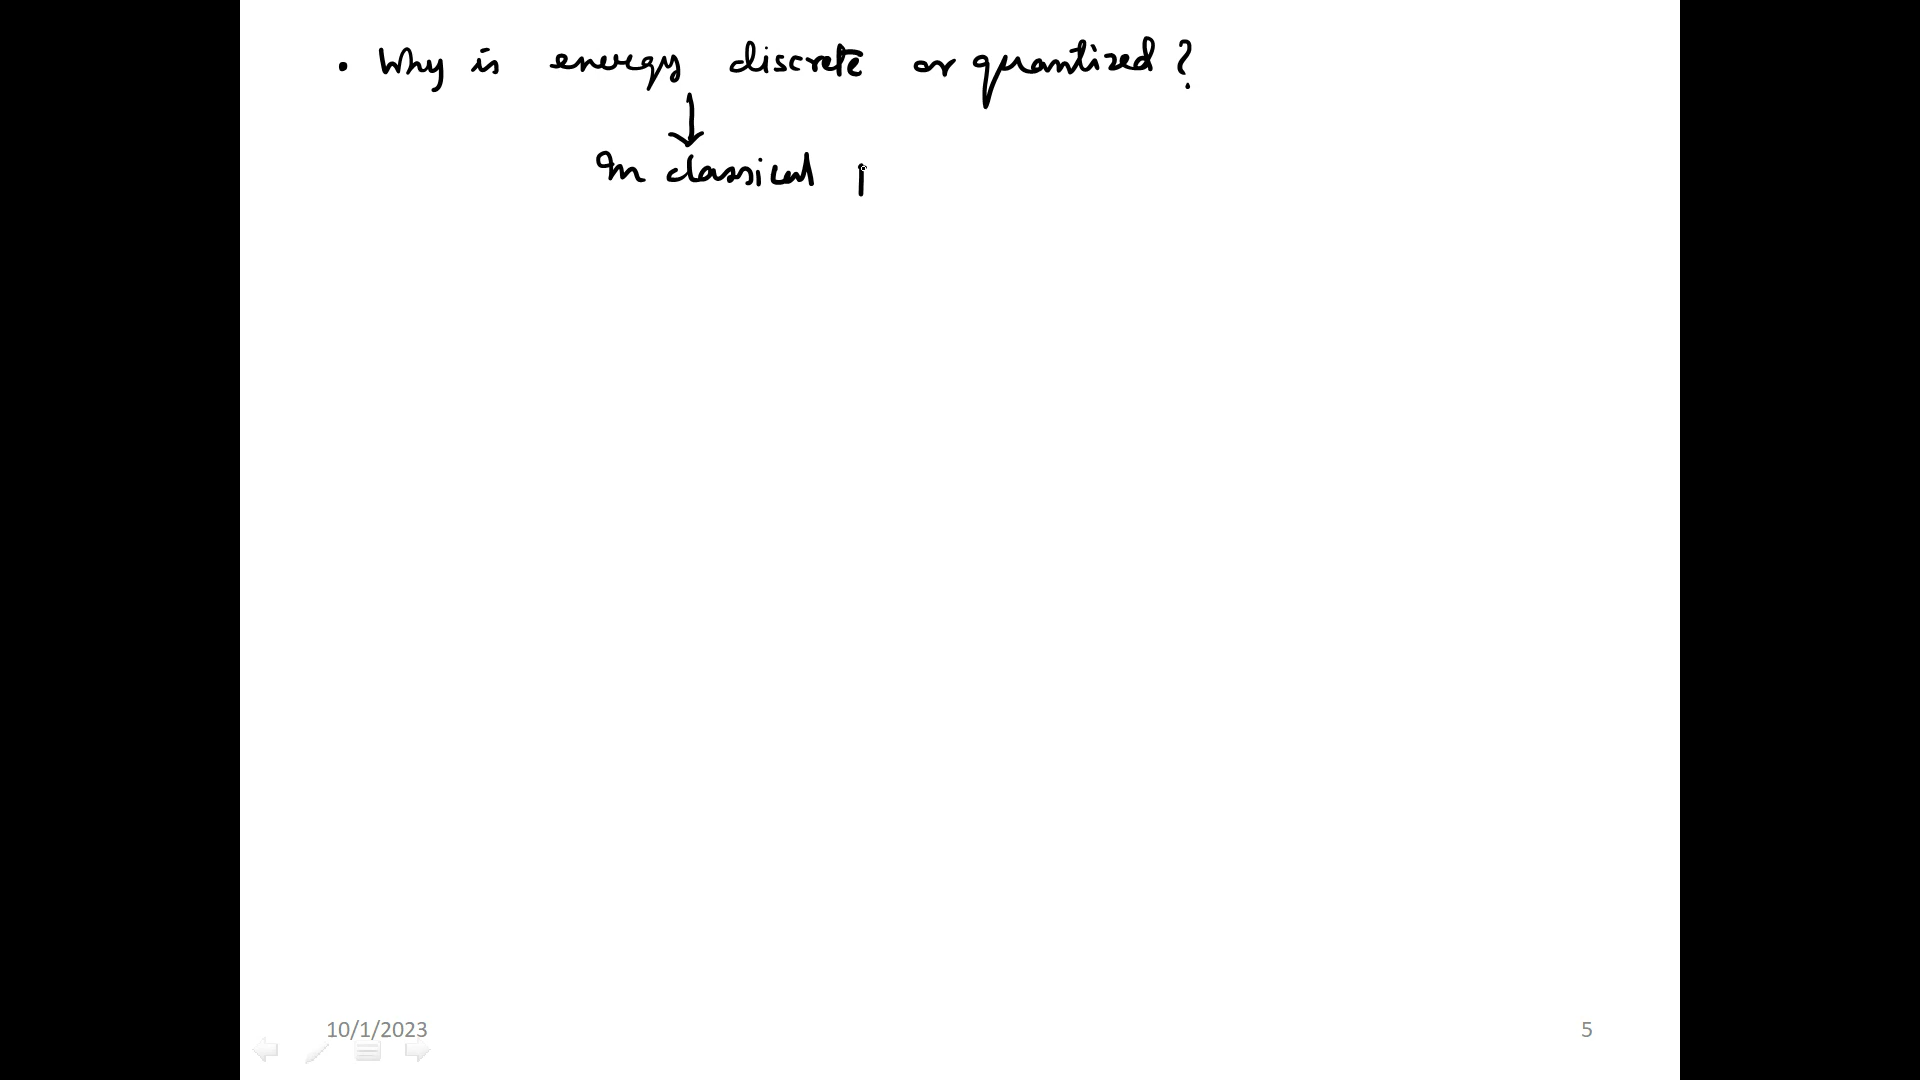 • Why is energy discrete or quantized?
↓
In classical p
10/1/2023
5